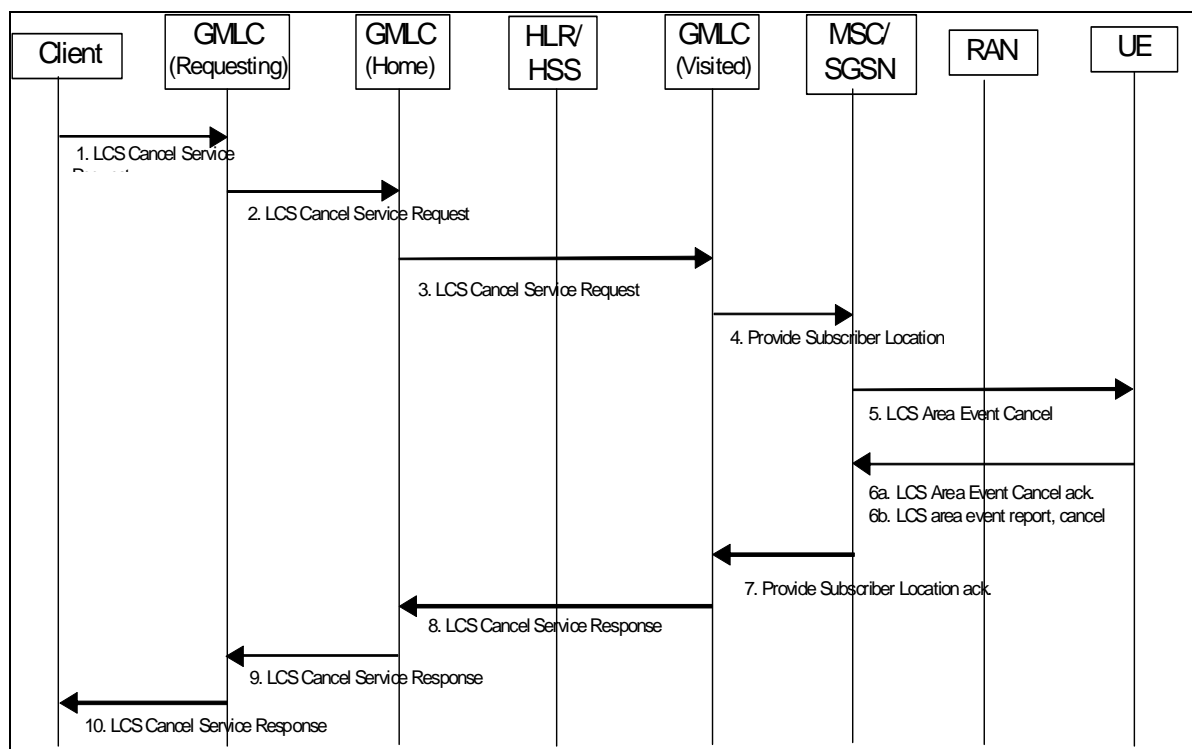 Client
GMLC
(Requesting)
GMLC
(Home)
HLR/
HSS
GMLC
(Visited)
MSC/
SGSN
RAN
UE
1. LCS Cancel Service
2. LCS Cancel Service Request
3. LCS Cancel Service Request
4. Provide Subscriber Location
5. LCS Area Event Cancel
6a. LCS Area Event Cancel ack.
6b. LCS area event report, cancel
7. Provide Subscriber Location ack.
8. LCS Cancel Service Response
9. LCS Cancel Service Response
10. LCS Cancel Service Response